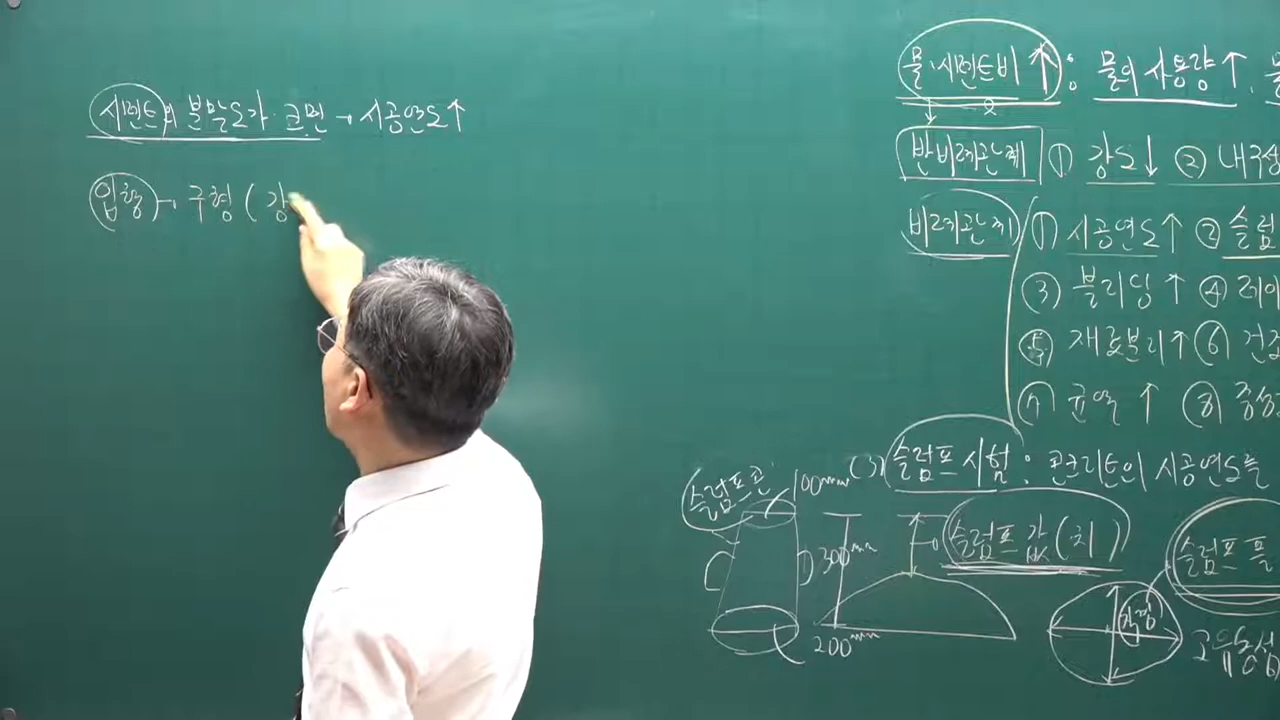 시멘트의 분말도가 크면 → 시공연도↑
입형 → 구형 ( 강
물·시멘트비 ↑ : 물의 사용량↑.
반비례관계 ① 강도↓ ② 내구성
비례관계 ① 시공연도↑ ② 슬럼
③ 블리딩↑ ④ 레이
⑤ 재료분리↑ ⑥ 건조
⑦ 균열↑ ⑧ 중성
(3) 슬럼프시험 : 콘크리트의 시공연도를
슬럼프콘 100mm
300mm
200mm
슬럼프값(치)
슬럼프 플
직경
고유동성